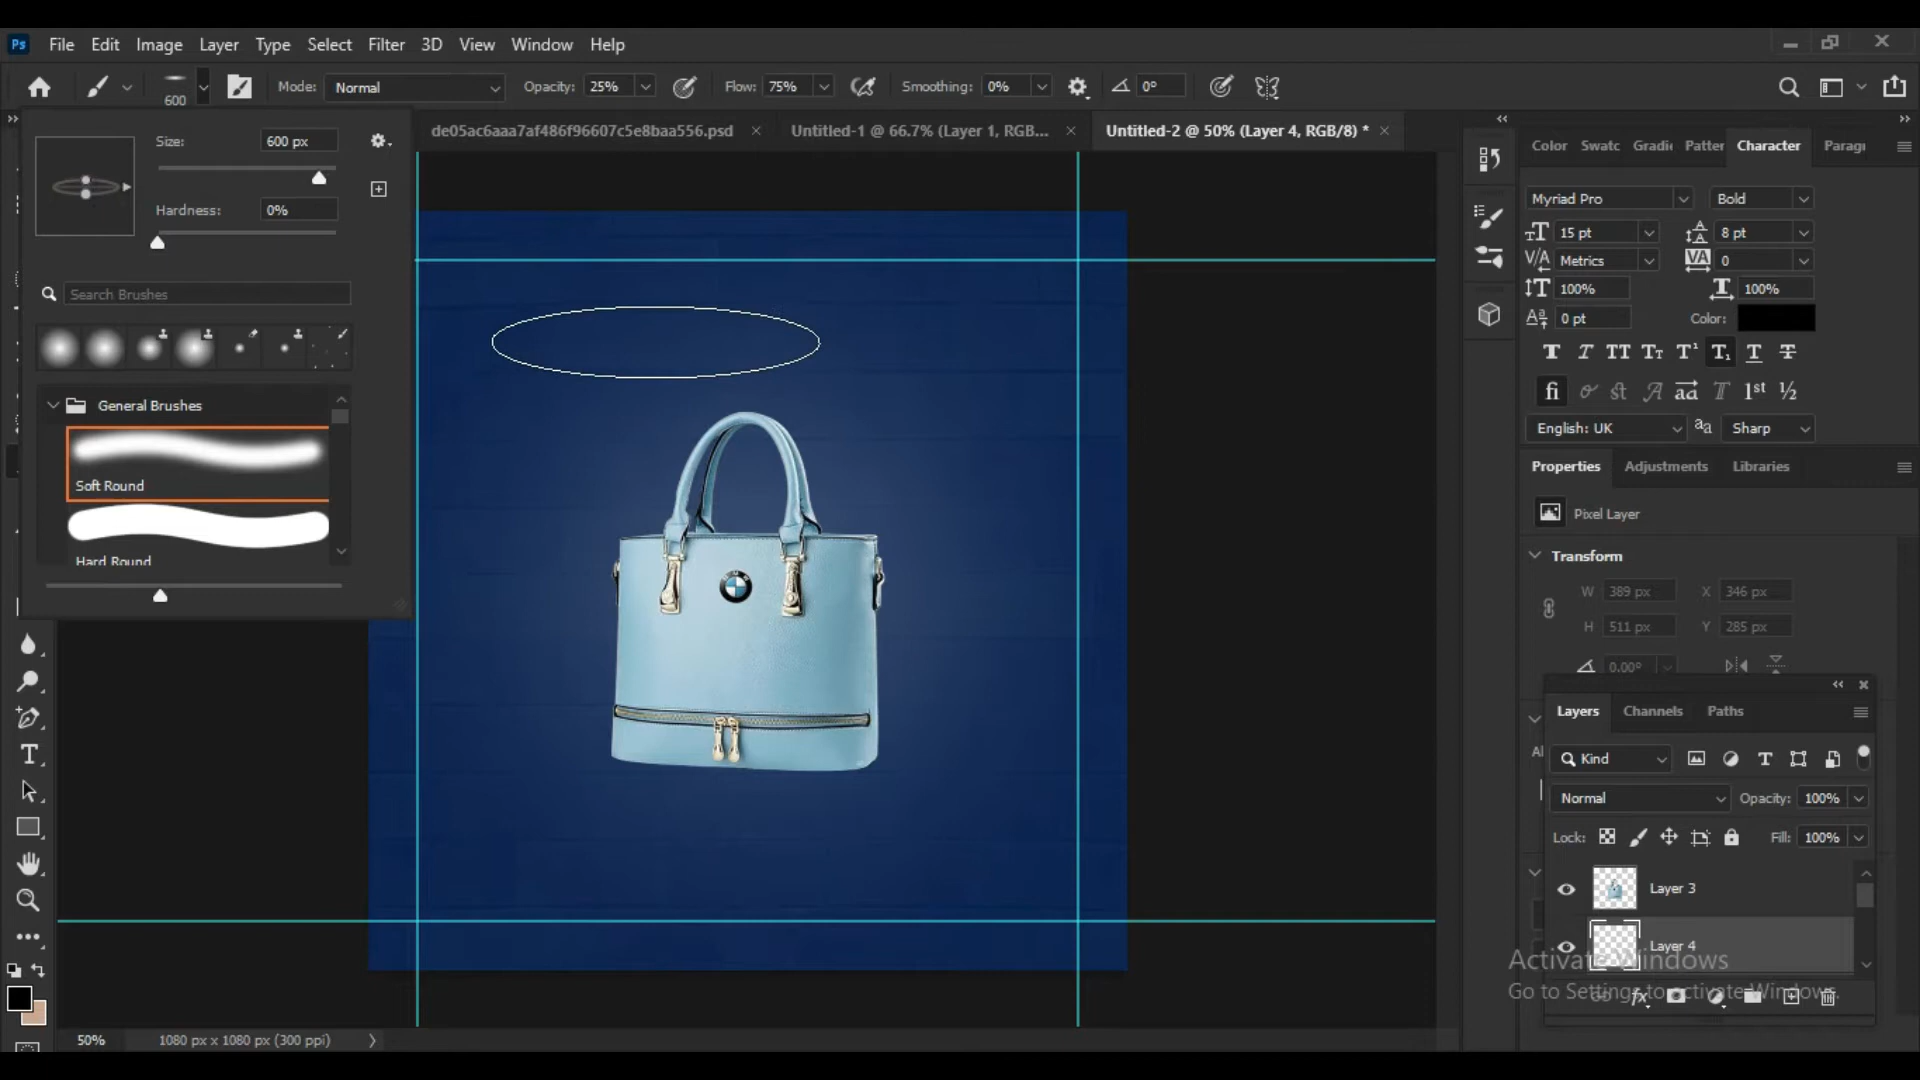 Ps File Edit Image Layer Type Select Filter 3D View Window Help
600 Mode: Normal Opacity: 25% Flow: 75% Smoothing: 0% 0°
de05ac6aaa7af486f96607c5e8baa556.psd × Untitled-1 @ 66.7% (Layer 1, RGB... × Untitled-2 @ 50% (Layer 4, RGB/8) * ×
Size: 600 px
Hardness: 0%
Search Brushes
General Brushes
Soft Round
Hard Round
Color Swatc Gradie Patter Character Paragr
Myriad Pro Bold
15 pt 8 pt
Metrics 0
100% 100%
0 pt Color:
English: UK Sharp
Properties Adjustments Libraries
Pixel Layer
Transform
W 389 px X 346 px
H 511 px Y 285 px
0.00°
Layers Channels Paths
Kind
Normal Opacity: 100%
Lock: Fill: 100%
Layer 3
Layer 4
Activate Windows
Go to Settings to activate Windows.
50% 1080 px x 1080 px (300 ppi)